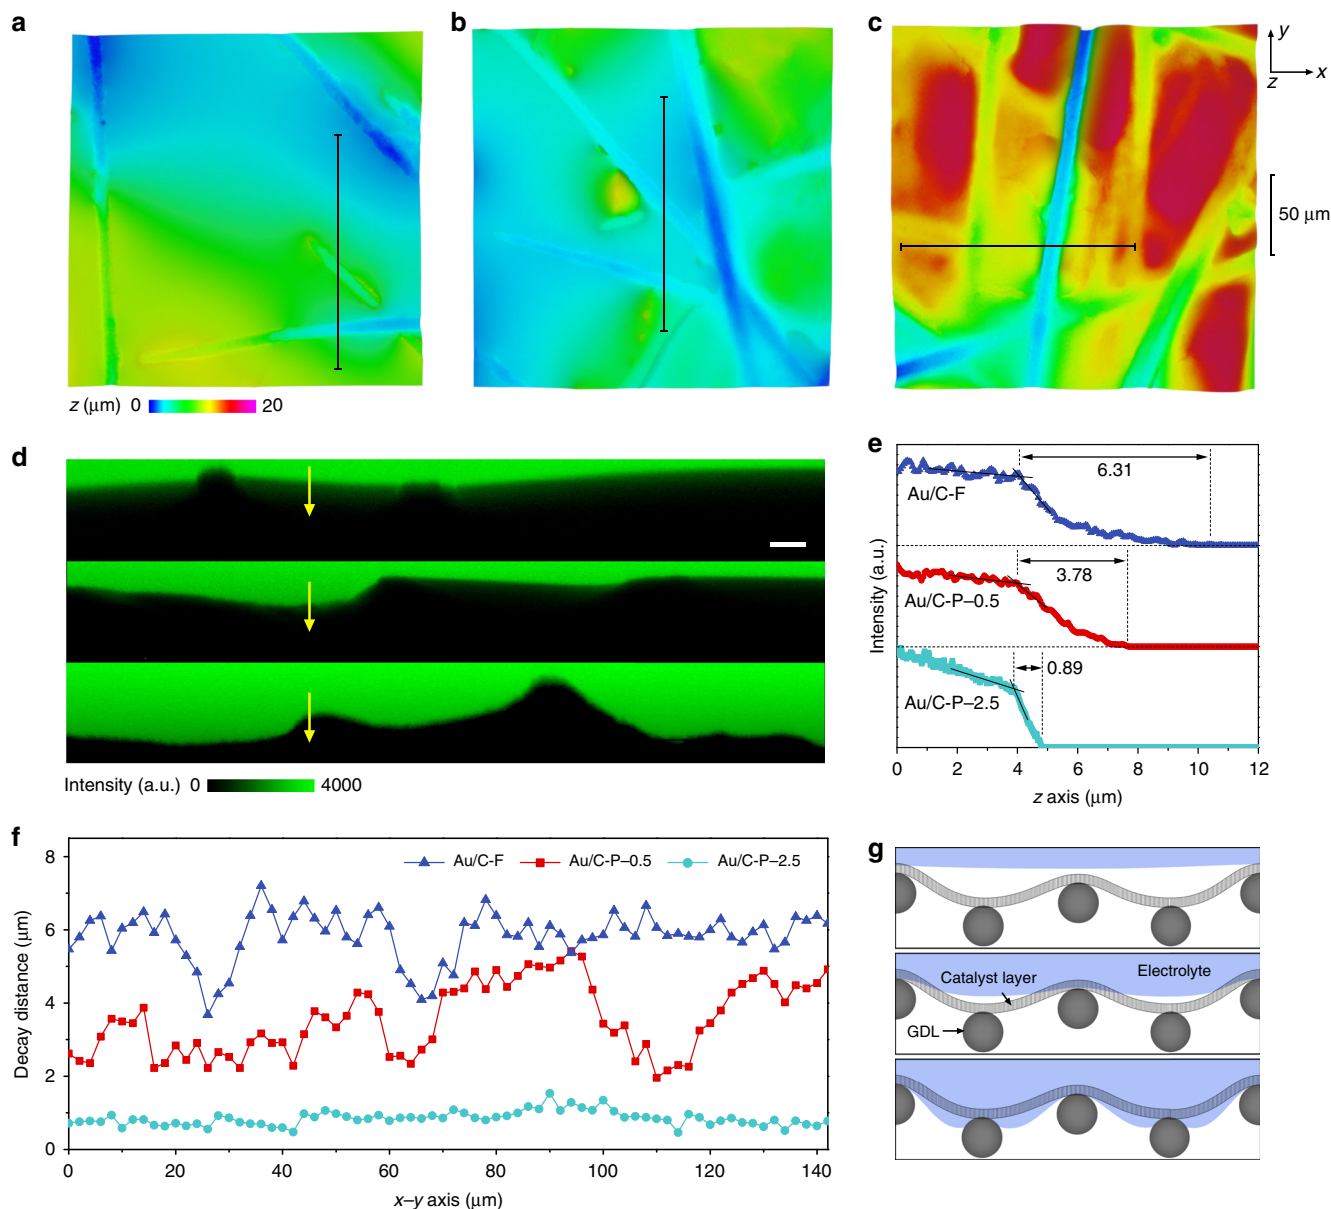 a
b
c
y
z
x
50 μm
z (μm) 0 20
d
Intensity (a.u.) 0 4000
e
Intensity (a.u.)
6.31
Au/C-F
3.78
Au/C-P–0.5
0.89
Au/C-P–2.5
0 2 4 6 8 10 12
z axis (μm)
f
Decay distance (μm)
8
6
4
2
0
Au/C-F Au/C-P–0.5 Au/C-P–2.5
0 20 40 60 80 100 120 140
x–y axis (μm)
g
Catalyst layer
Electrolyte
GDL